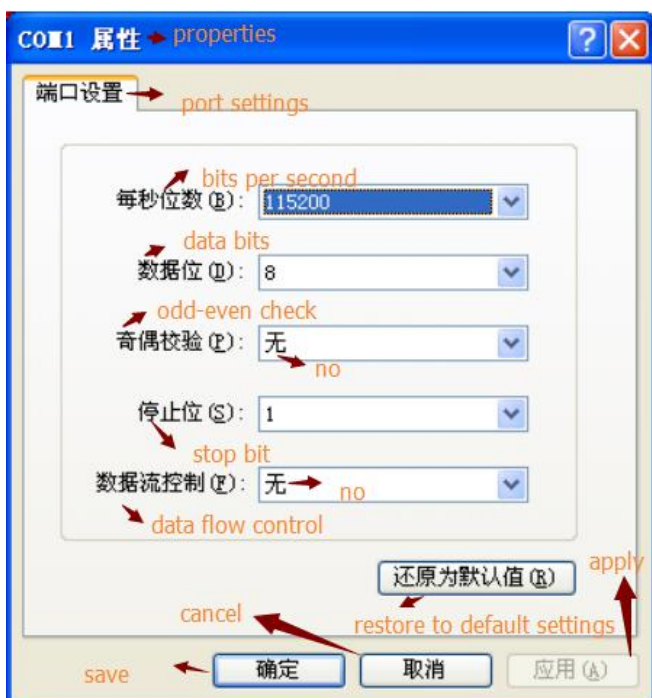 COM1 属性 properties
端口设置 port settings
bits per second
每秒位数(B): 115200
data bits
数据位(D): 8
odd-even check
奇偶校验(P): 无
no
停止位(S): 1
stop bit
数据流控制(F): 无 no
data flow control
还原为默认值(R) apply
cancel restore to default settings
save 确定 取消 应用(A)